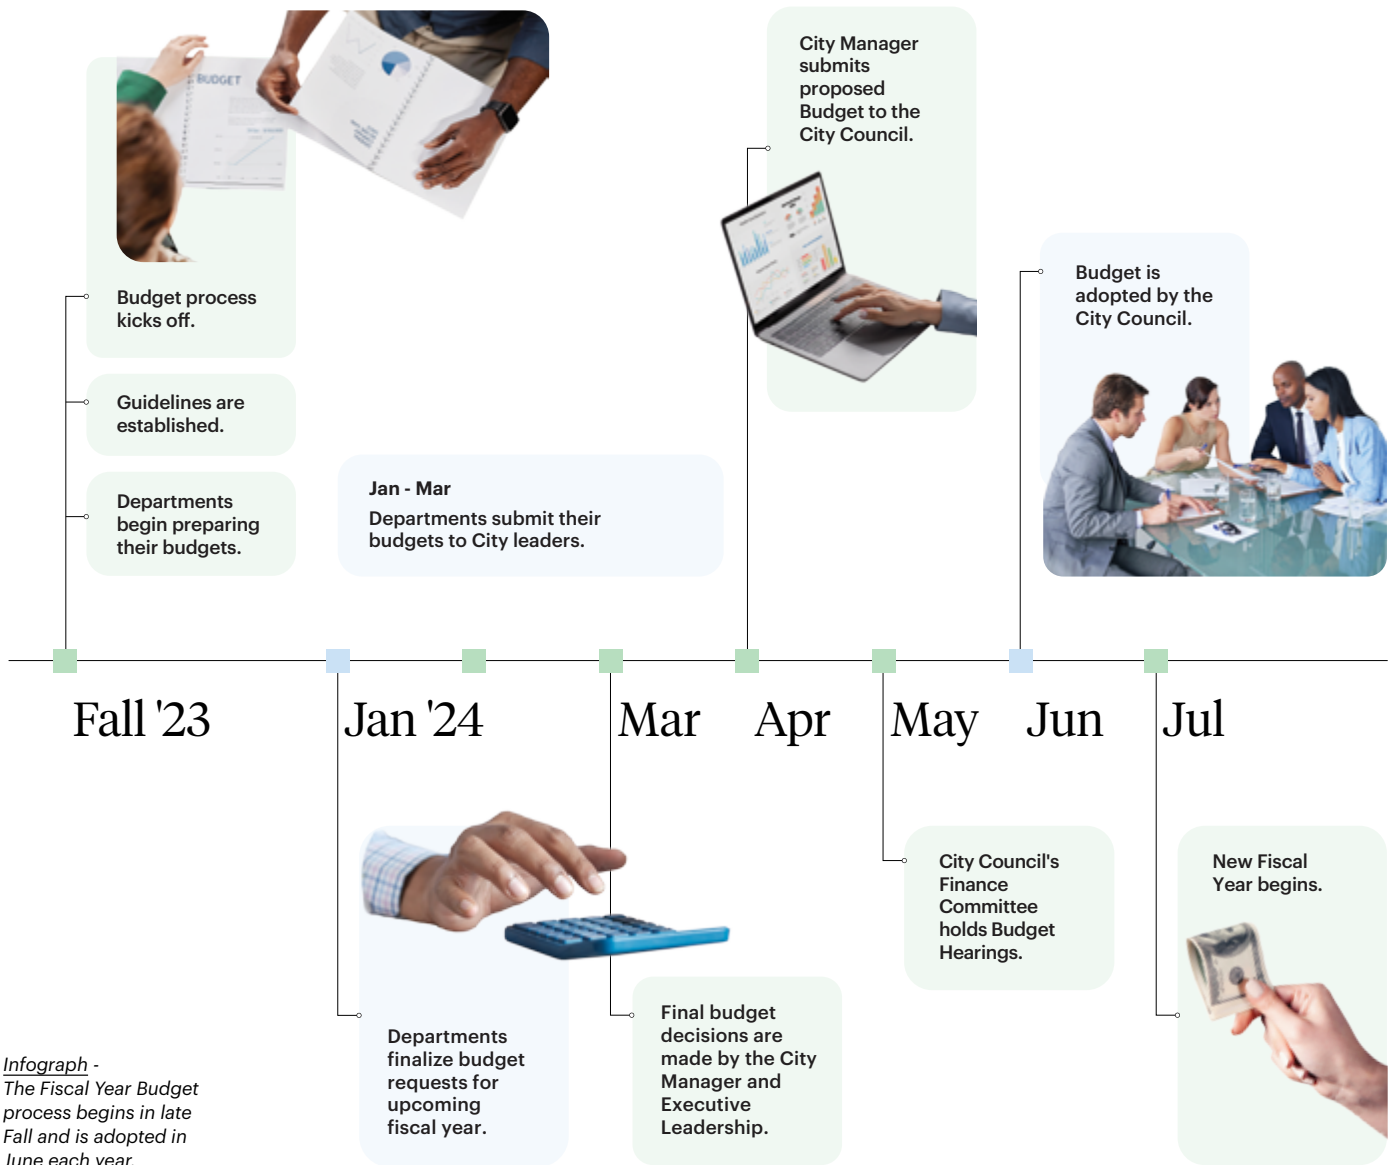 BUDGET
Budget process
kicks off.
Guidelines are
established.
Departments
begin preparing
their budgets.
Jan - Mar
Departments submit their
budgets to City leaders.
City Manager
submits
proposed
Budget to the
City Council.
Budget is
adopted by the
City Council.
Fall '23
Jan '24
Mar
Apr
May
Jun
Jul
Departments
finalize budget
requests for
upcoming
fiscal year.
Final budget
decisions are
made by the City
Manager and
Executive
Leadership.
City Council's
Finance
Committee
holds Budget
Hearings.
New Fiscal
Year begins.
Infograph -
The Fiscal Year Budget
process begins in late
Fall and is adopted in
June each year.